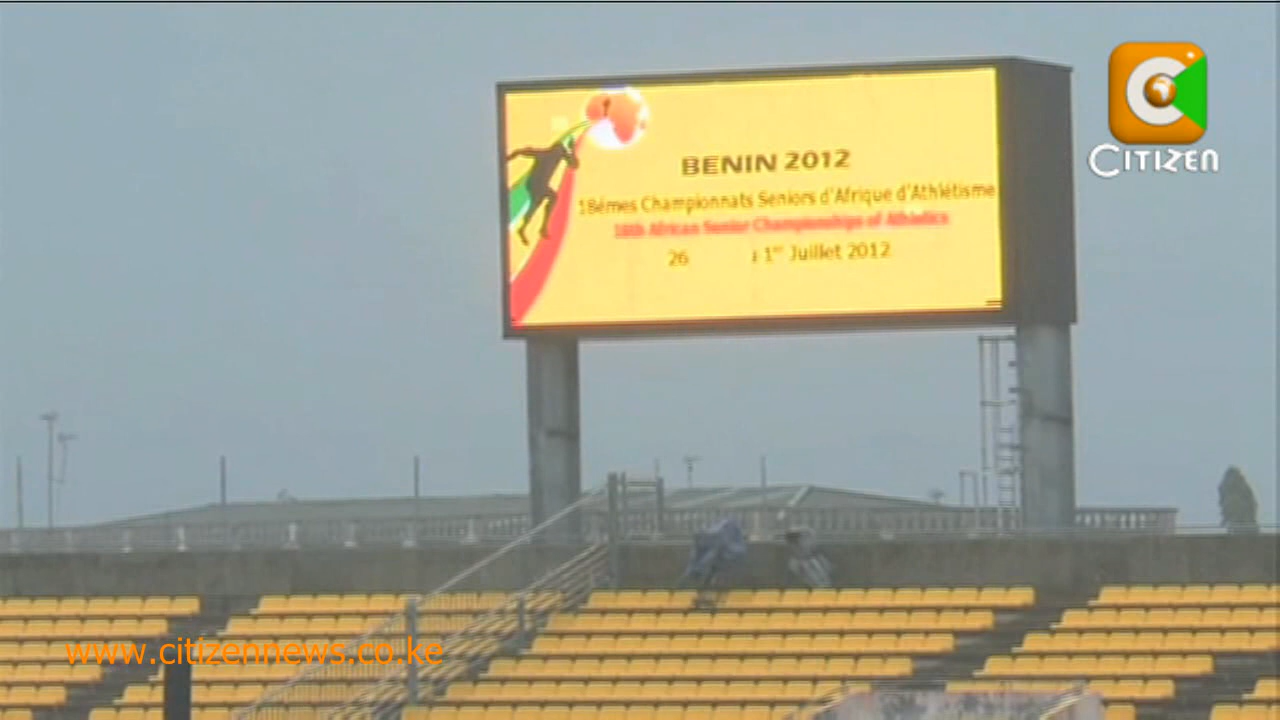 BENIN 2012
18émes Championnats Seniors d'Afrique d'Athlétisme
18th African Senior Championships of Athletics
26 à 1er Juillet 2012
CITIZEN
www.citizennews.co.ke